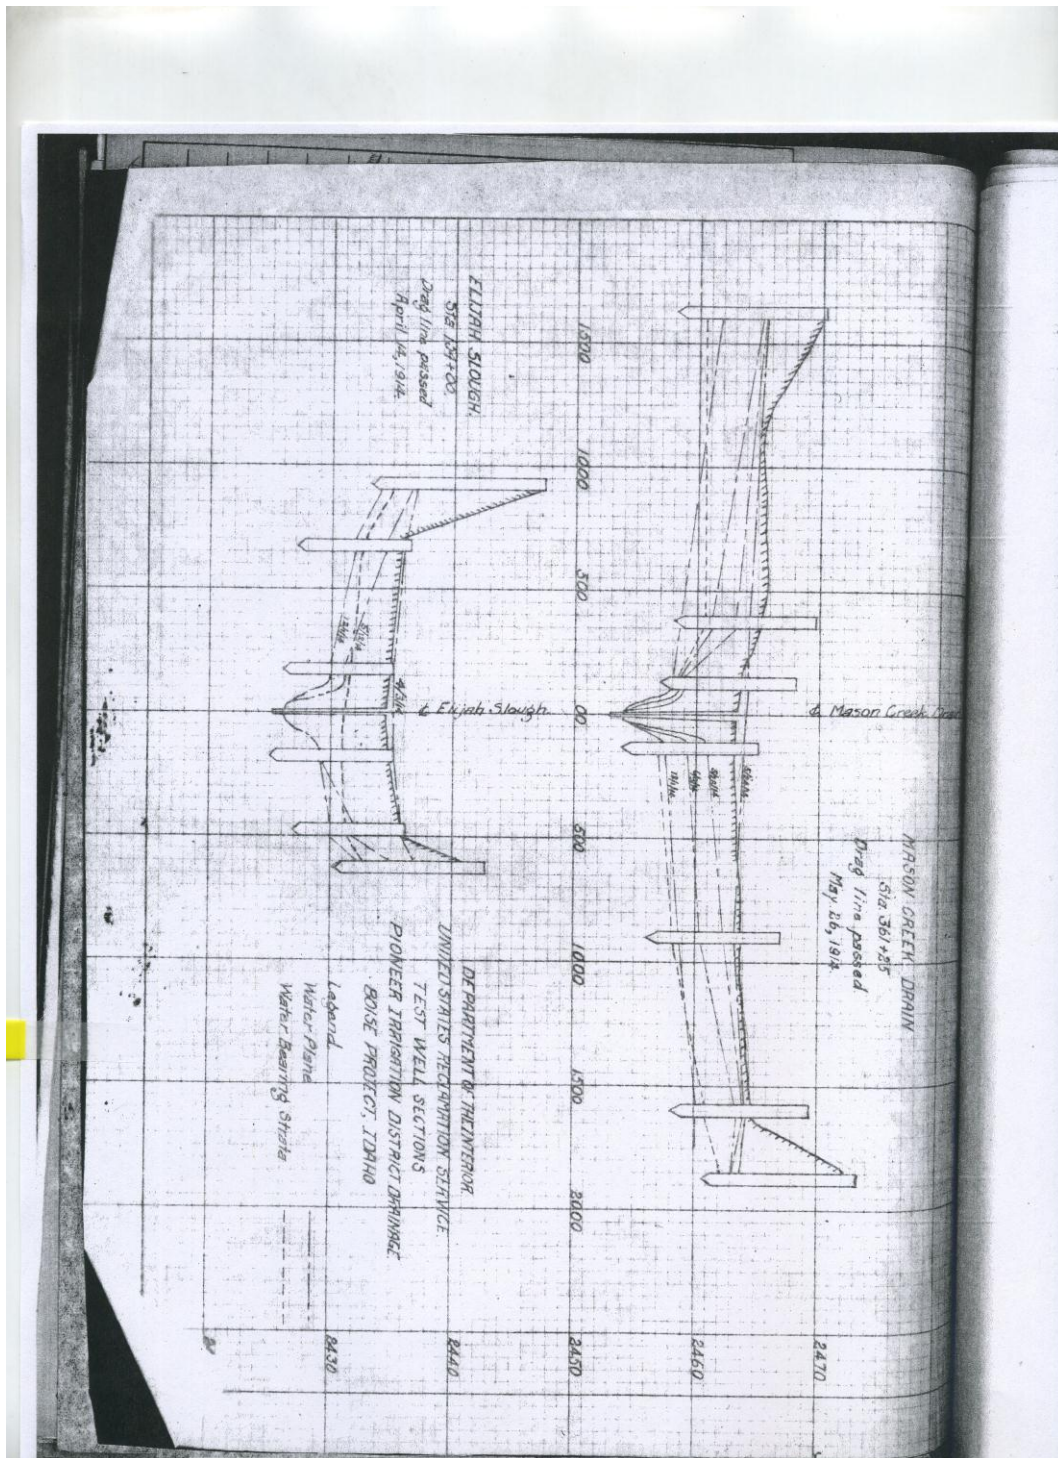 MASON CREEK DRAIN
Sta. 361+25
Drag line passed
May 26, 1914.
2470
2460
2450
2440
2430
¢ Mason Creek
1500
1000
500
00
500
1000
1500
2000
ELIJAH SLOUGH.
Sta 134+00.
Drag line passed
April 14, 1914.
¢ Elijah Slough.
DEPARTMENT OF THE INTERIOR
UNITED STATES RECLAMATION SERVICE
TEST WELL SECTIONS
PIONEER IRRIGATION DISTRICT DRAINAGE
BOISE PROJECT, IDAHO
Legend
Water Plane
Water Bearing Strata